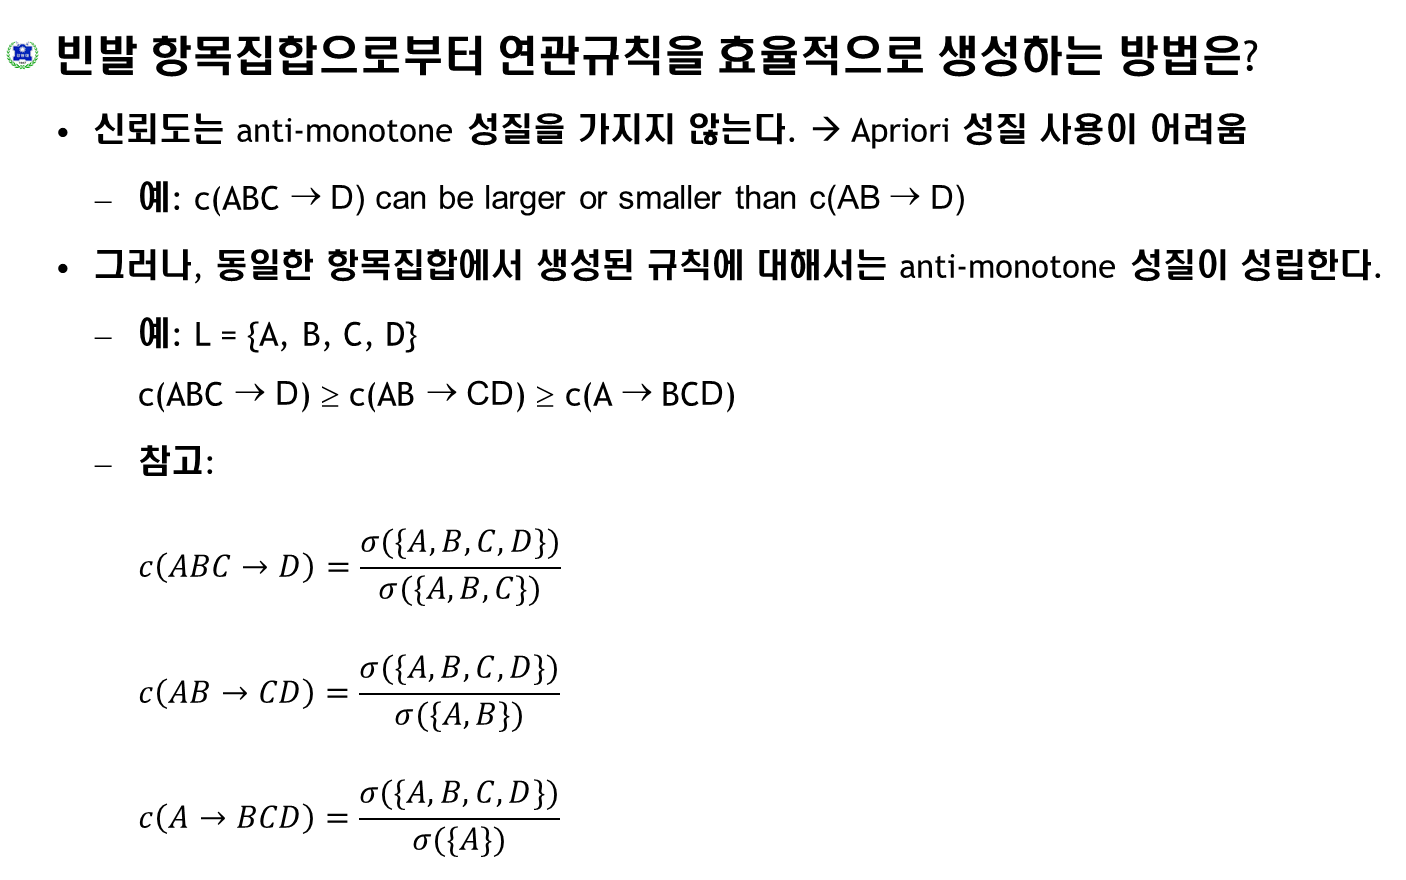 빈발 항목집합으로부터 연관규칙을 효율적으로 생성하는 방법은?
• 신뢰도는 anti-monotone 성질을 가지지 않는다. → Apriori 성질 사용이 어려움
– 예: c(ABC → D) can be larger or smaller than c(AB → D)
• 그러나, 동일한 항목집합에서 생성된 규칙에 대해서는 anti-monotone 성질이 성립한다.
– 예: L = {A, B, C, D}
c(ABC → D) ≥ c(AB → CD) ≥ c(A → BCD)
– 참고:
c(ABC → D) = σ({A, B, C, D}) / σ({A, B, C})
c(AB → CD) = σ({A, B, C, D}) / σ({A, B})
c(A → BCD) = σ({A, B, C, D}) / σ({A})